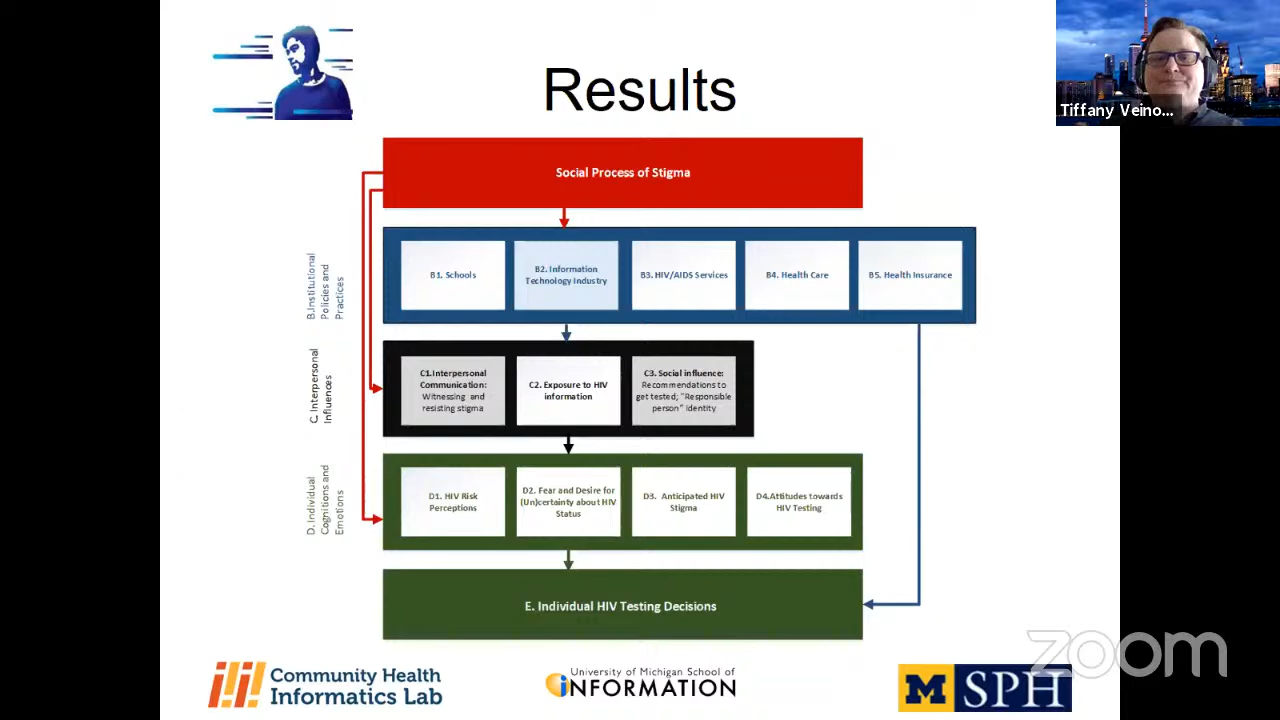 Results
Tiffany Veino...
Social Process of Stigma
B.Institutional
Policies and
Practices
B1. Schools
B2. Information
Technology Industry
B3. HIV/AIDS Services
B4. Health Care
B5. Health Insurance
C. Interpersonal
Influences
C1.Interpersonal
Communication:
Witnessing and
resisting stigma
C2. Exposure to HIV
information
C3. Social influence:
Recommendations to
get tested; "Responsible
person" Identity
D. Individual
Cognitions and
Emotions
D1. HIV Risk
Perceptions
D2. Fear and Desire for
(Un)certainty about HIV
Status
D3. Anticipated HIV
Stigma
D4.Attitudes towards
HIV Testing
E. Individual HIV Testing Decisions
zoom
Community Health
Informatics Lab
University of Michigan School of
iNFORMATION
M SPH